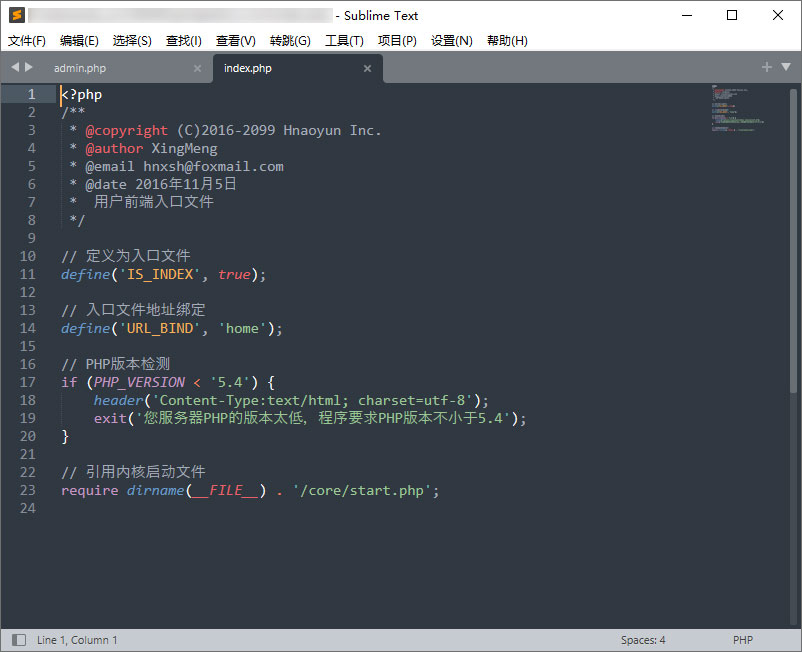 - Sublime Text
文件(F) 编辑(E) 选择(S) 查找(I) 查看(V) 转跳(G) 工具(T) 项目(P) 设置(N) 帮助(H)
admin.php index.php
1 <?php
2 /**
3  * @copyright (C)2016-2099 Hnaoyun Inc.
4  * @author XingMeng
5  * @email hnxsh@foxmail.com
6  * @date 2016年11月5日
7  *  用户前端入口文件
8  */
9
10 // 定义为入口文件
11 define('IS_INDEX', true);
12
13 // 入口文件地址绑定
14 define('URL_BIND', 'home');
15
16 // PHP版本检测
17 if (PHP_VERSION < '5.4') {
18     header('Content-Type:text/html; charset=utf-8');
19     exit('您服务器PHP的版本太低，程序要求PHP版本不小于5.4');
20 }
21
22 // 引用内核启动文件
23 require dirname(__FILE__) . '/core/start.php';
24
Line 1, Column 1 Spaces: 4 PHP